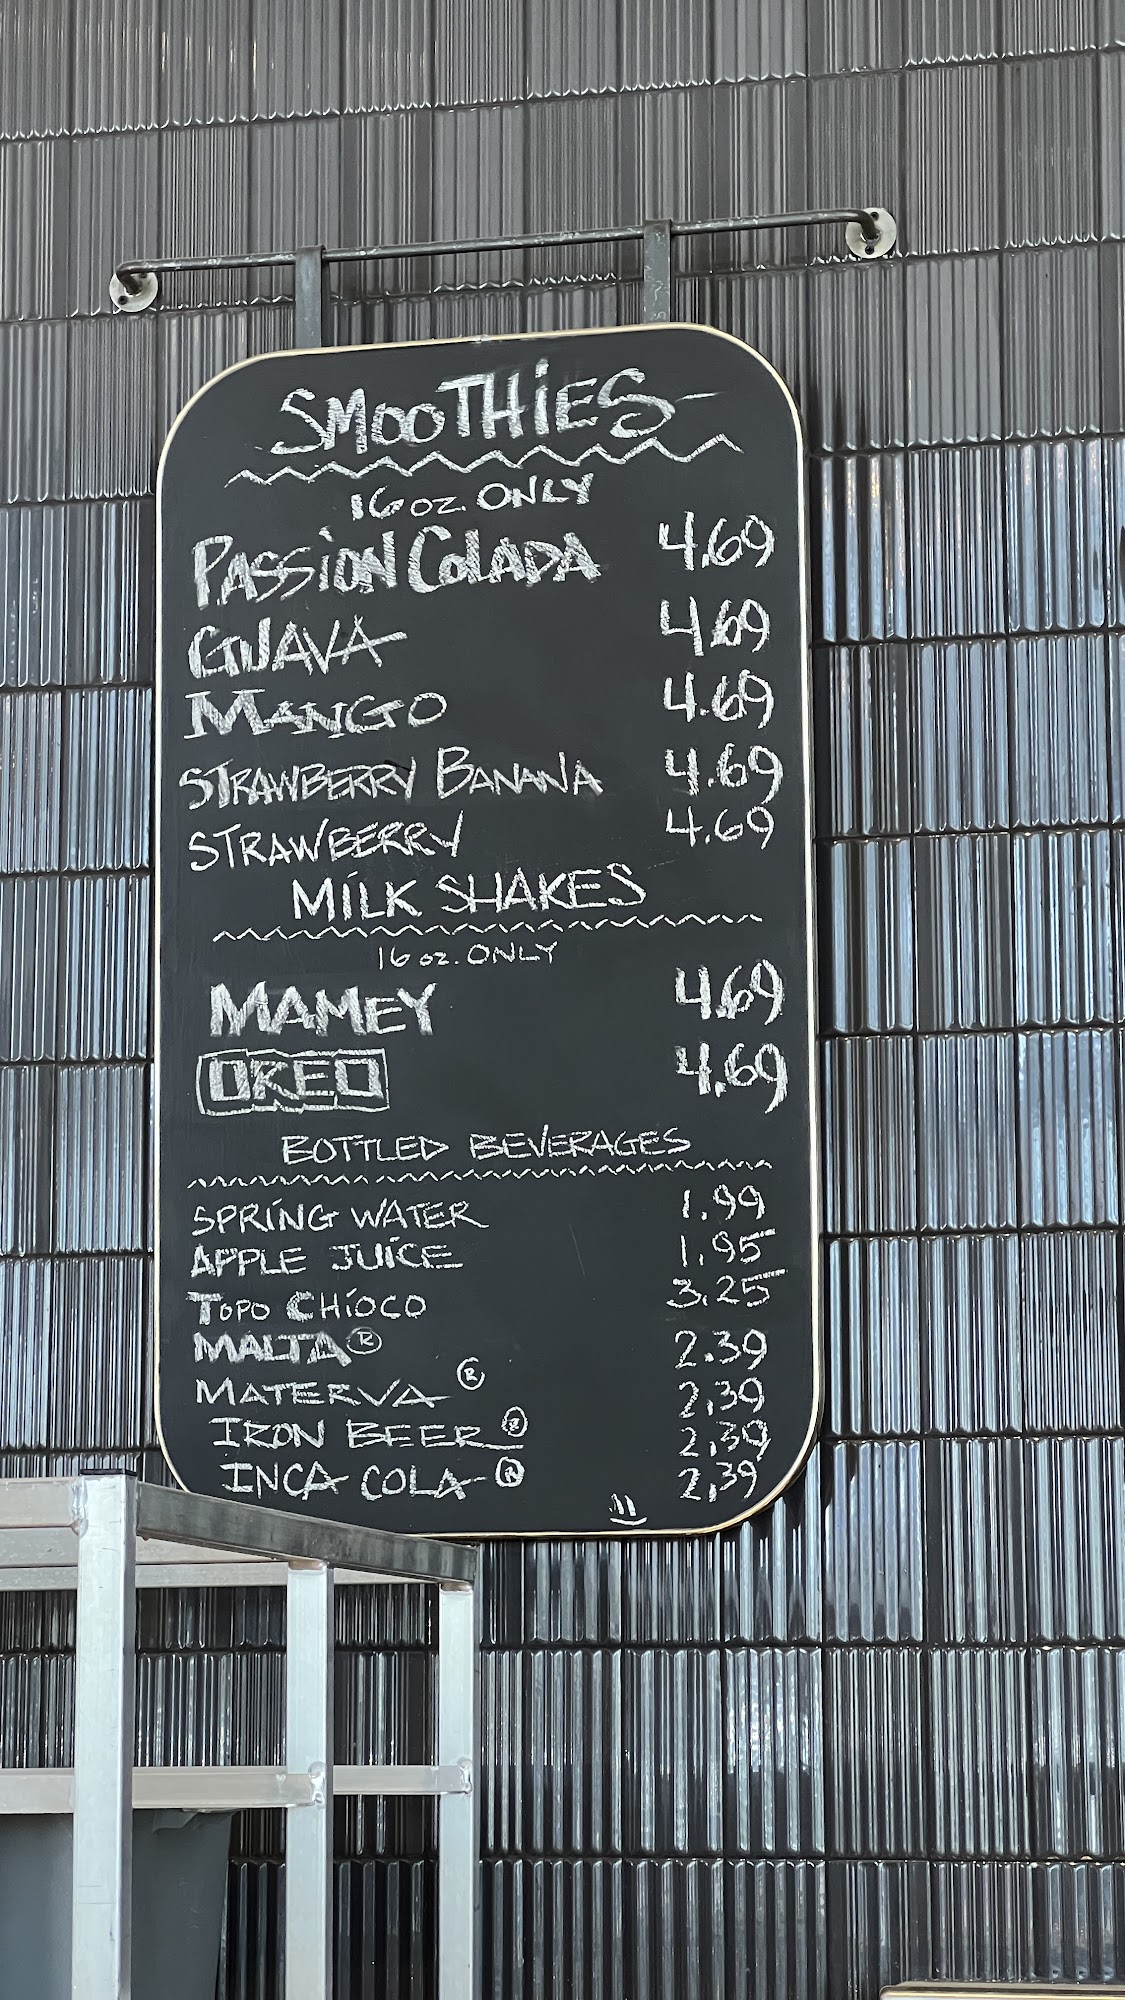 SMOOTHiES
16 oz. ONLY
PASSiON COLADA 4.69
GUAVA 4.69
MANGO 4.69
STRAWBERRY BANANA 4.69
STRAWBERRY 4.69
MiLK SHAKES
16 oz. ONLY
MAMEY 4.69
OREO 4.69
BOTTLED BEVERAGES
SPRiNG WATER 1.99
APPLE JUiCE 1.95
TOPO CHiOCO 3.25
MALTA® 2.39
MATERVA® 2.39
IRON BEER® 2.39
INCA COLA® 2.39